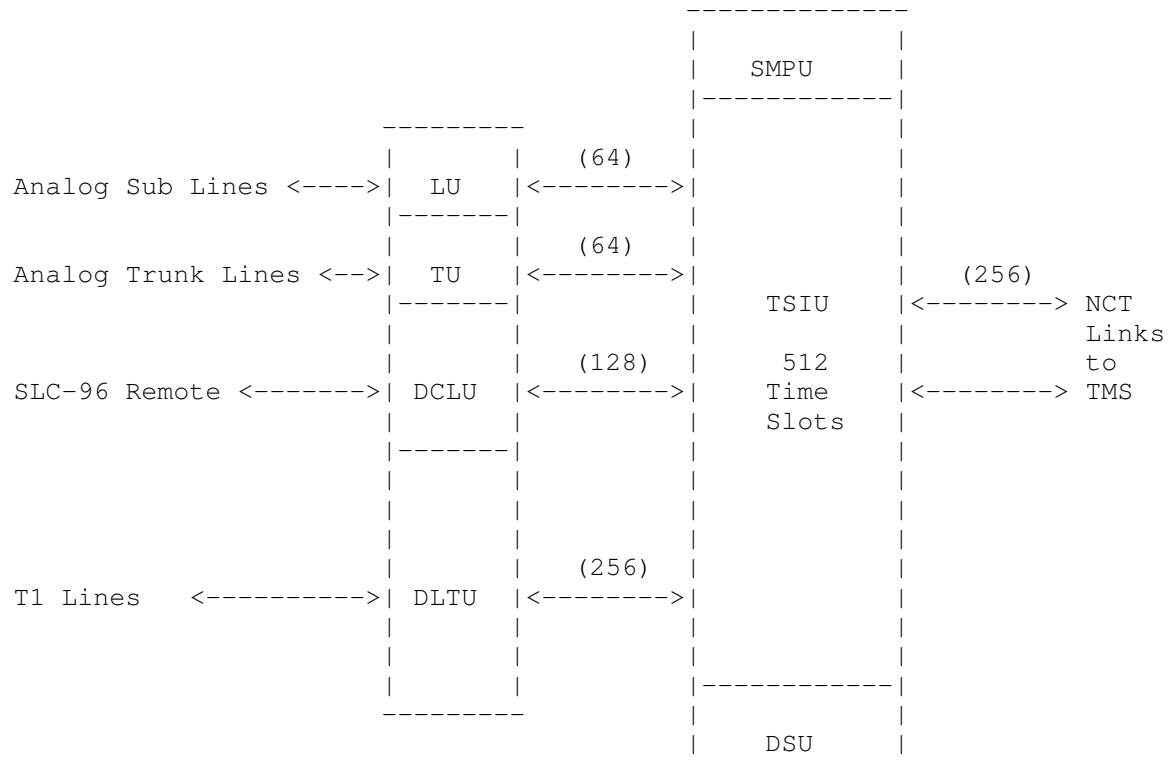 SMPU
(64)
Analog Sub Lines <----> LU <-------->
(64)
Analog Trunk Lines <--> TU <-------->
(256)
TSIU <--------> NCT
Links
(128) 512 to
SLC-96 Remote <-------> DCLU <--------> Time <--------> TMS
Slots
(256)
T1 Lines <----------> DLTU <-------->
DSU